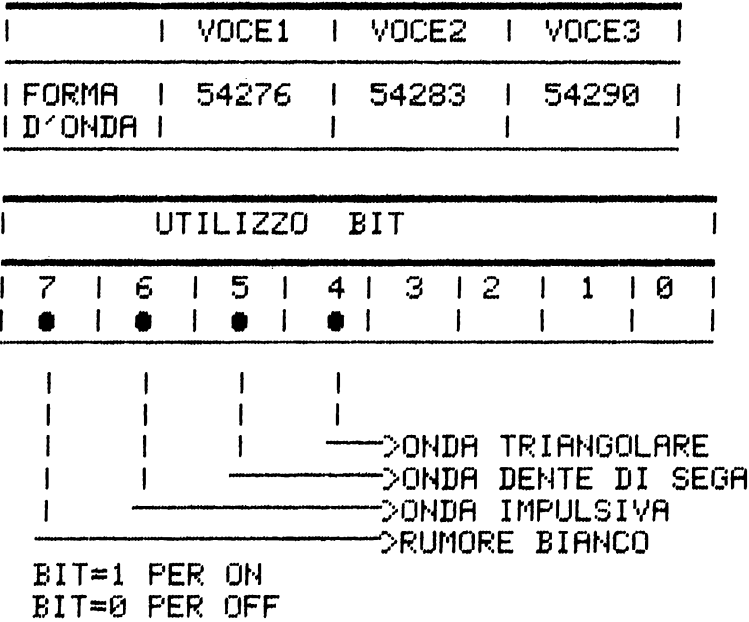 VOCE1 VOCE2 VOCE3
FORMA 54276 54283 54290
D'ONDA
UTILIZZO BIT
7 6 5 4 3 2 1 0
>ONDA TRIANGOLARE
>ONDA DENTE DI SEGA
>ONDA IMPULSIVA
>RUMORE BIANCO
BIT=1 PER ON
BIT=0 PER OFF